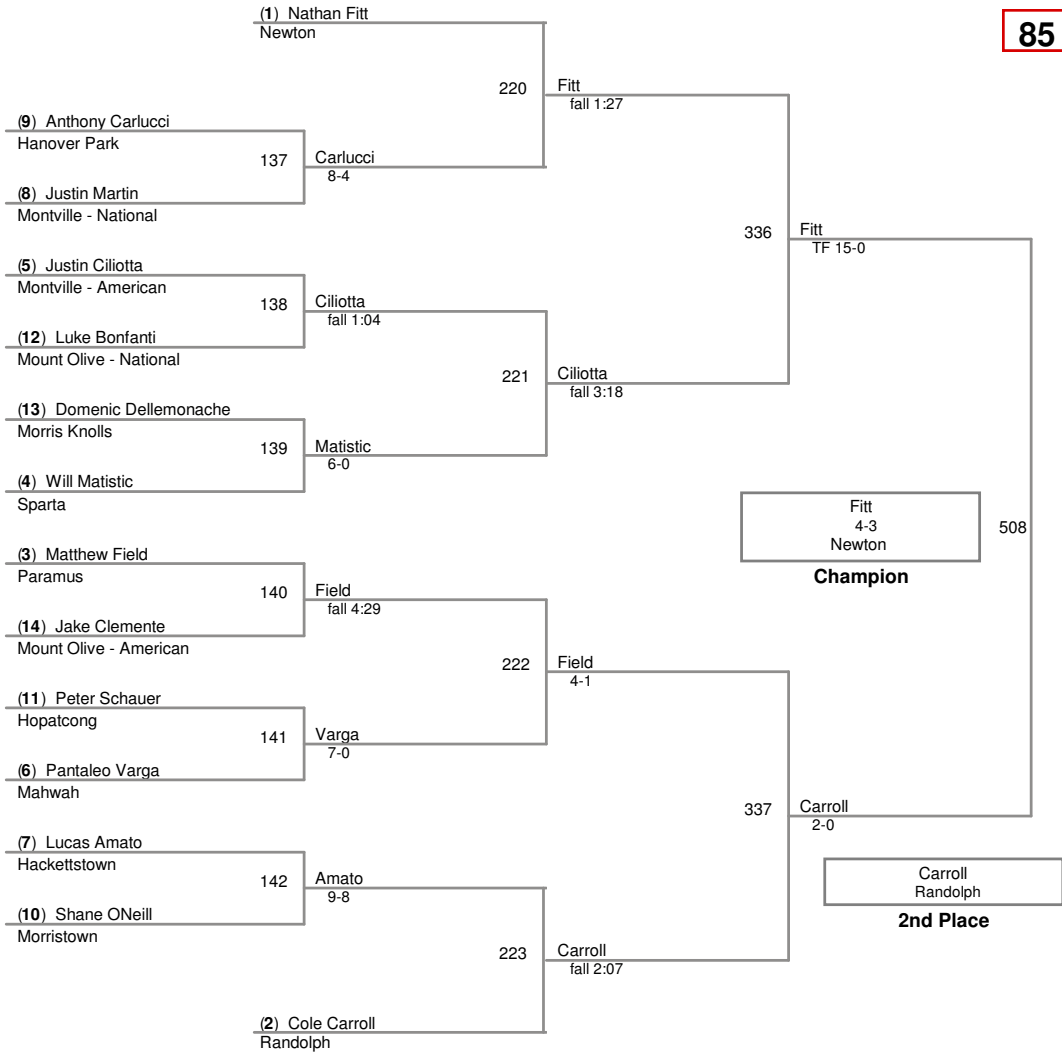 (1) Nathan Fitt
Newton
85
220
Fitt
fall 1:27
(9) Anthony Carlucci
Hanover Park
137
Carlucci
8-4
(8) Justin Martin
Montville - National
336
Fitt
TF 15-0
(5) Justin Ciliotta
Montville - American
138
Ciliotta
fall 1:04
(12) Luke Bonfanti
Mount Olive - National
221
Ciliotta
fall 3:18
(13) Domenic Dellemonache
Morris Knolls
139
Matistic
6-0
(4) Will Matistic
Sparta
Fitt
4-3
Newton
Champion
508
(3) Matthew Field
Paramus
140
Field
fall 4:29
(14) Jake Clemente
Mount Olive - American
222
Field
4-1
(11) Peter Schauer
Hopatcong
141
Varga
7-0
(6) Pantaleo Varga
Mahwah
337
Carroll
2-0
(7) Lucas Amato
Hackettstown
142
Amato
9-8
(10) Shane ONeill
Morristown
Carroll
Randolph
2nd Place
223
Carroll
fall 2:07
(2) Cole Carroll
Randolph